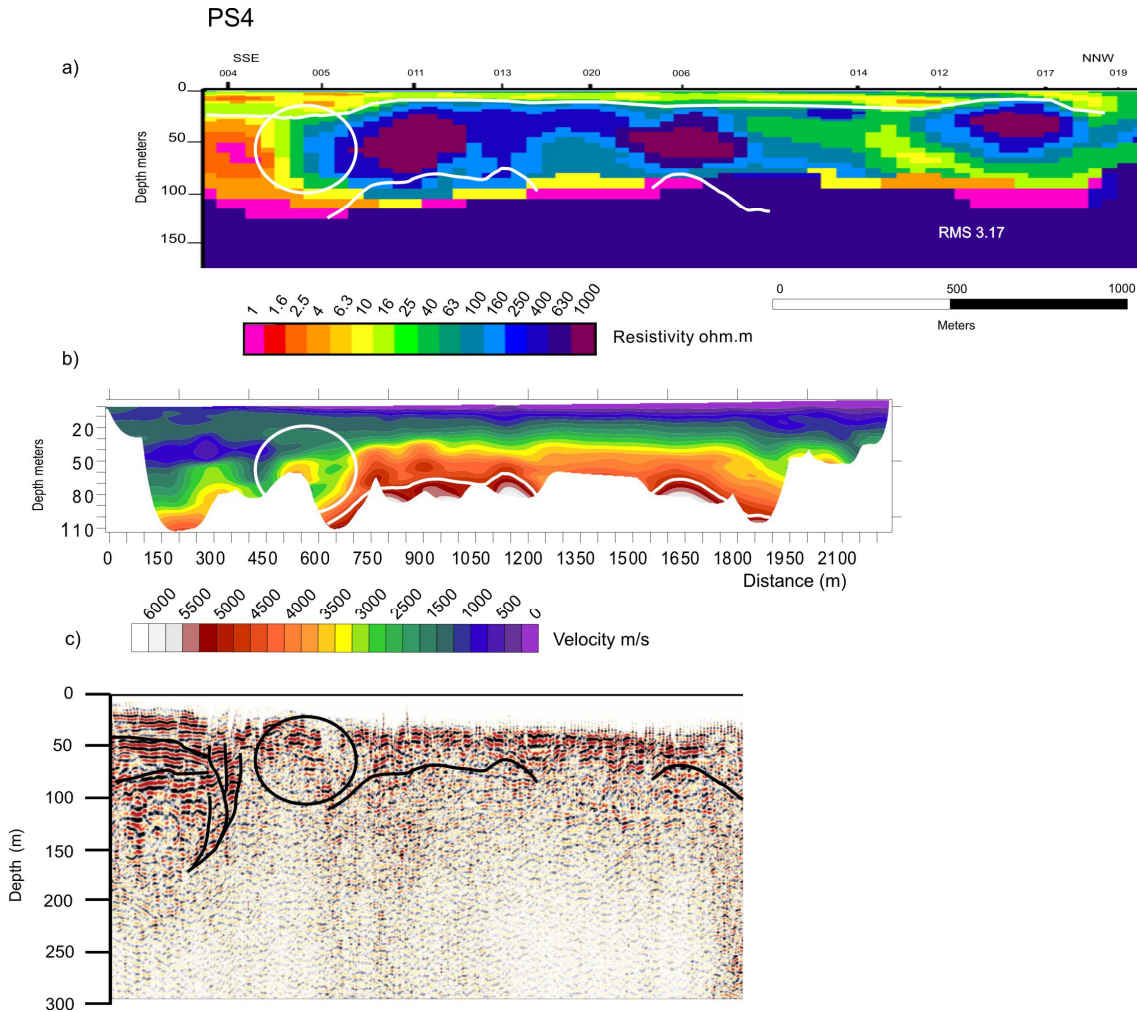 PS4
a)
SSE NNW
004 005 011 013 020 006 014 012 017 019
0
50
100
150
Depth meters
RMS 3.17
1 1.6 2.5 4 6.3 10 16 25 40 63 100 160 250 400 630 1000
Resistivity ohm.m
0 500 1000
Meters
b)
20
50
80
110
Depth meters
0 150 300 450 600 750 900 1050 1200 1350 1500 1650 1800 1950 2100
Distance (m)
6000 5500 5000 4500 4000 3500 3000 2500 1500 1000 500 0
Velocity m/s
c)
0
50
100
150
200
250
300
Depth (m)